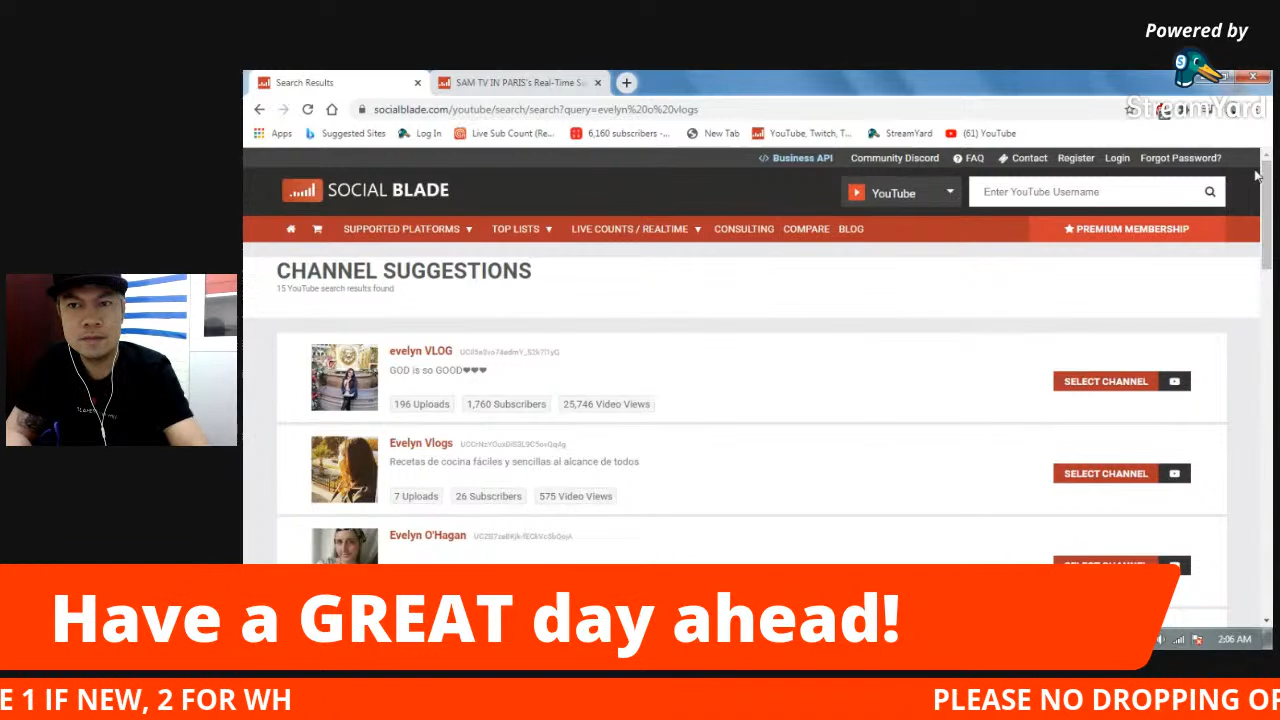 Powered by
StreamYard
Search Results
SAM TV IN PARIS's Real-Time Su
socialblade.com/youtube/search/search?query=evelyn%20o%20vlogs
Apps
Suggested Sites
Log In
Live Sub Count (Re...
6,160 subscribers -...
New Tab
YouTube, Twitch, T...
StreamYard
(61) YouTube
Business API
Community Discord
FAQ
Contact
Register
Login
Forgot Password?
SOCIAL BLADE
YouTube
Enter YouTube Username
SUPPORTED PLATFORMS
TOP LISTS
LIVE COUNTS / REALTIME
CONSULTING
COMPARE
BLOG
PREMIUM MEMBERSHIP
CHANNEL SUGGESTIONS
15 YouTube search results found
evelyn VLOG
GOD is so GOOD❤❤❤
196 Uploads
1,760 Subscribers
25,746 Video Views
SELECT CHANNEL
Evelyn Vlogs
Recetas de cocina fáciles y sencillas al alcance de todos
7 Uploads
26 Subscribers
575 Video Views
SELECT CHANNEL
Evelyn O'Hagan
SELECT CHANNEL
Have a GREAT day ahead!
2:06 AM
E 1 IF NEW, 2 FOR WH
PLEASE NO DROPPING OF